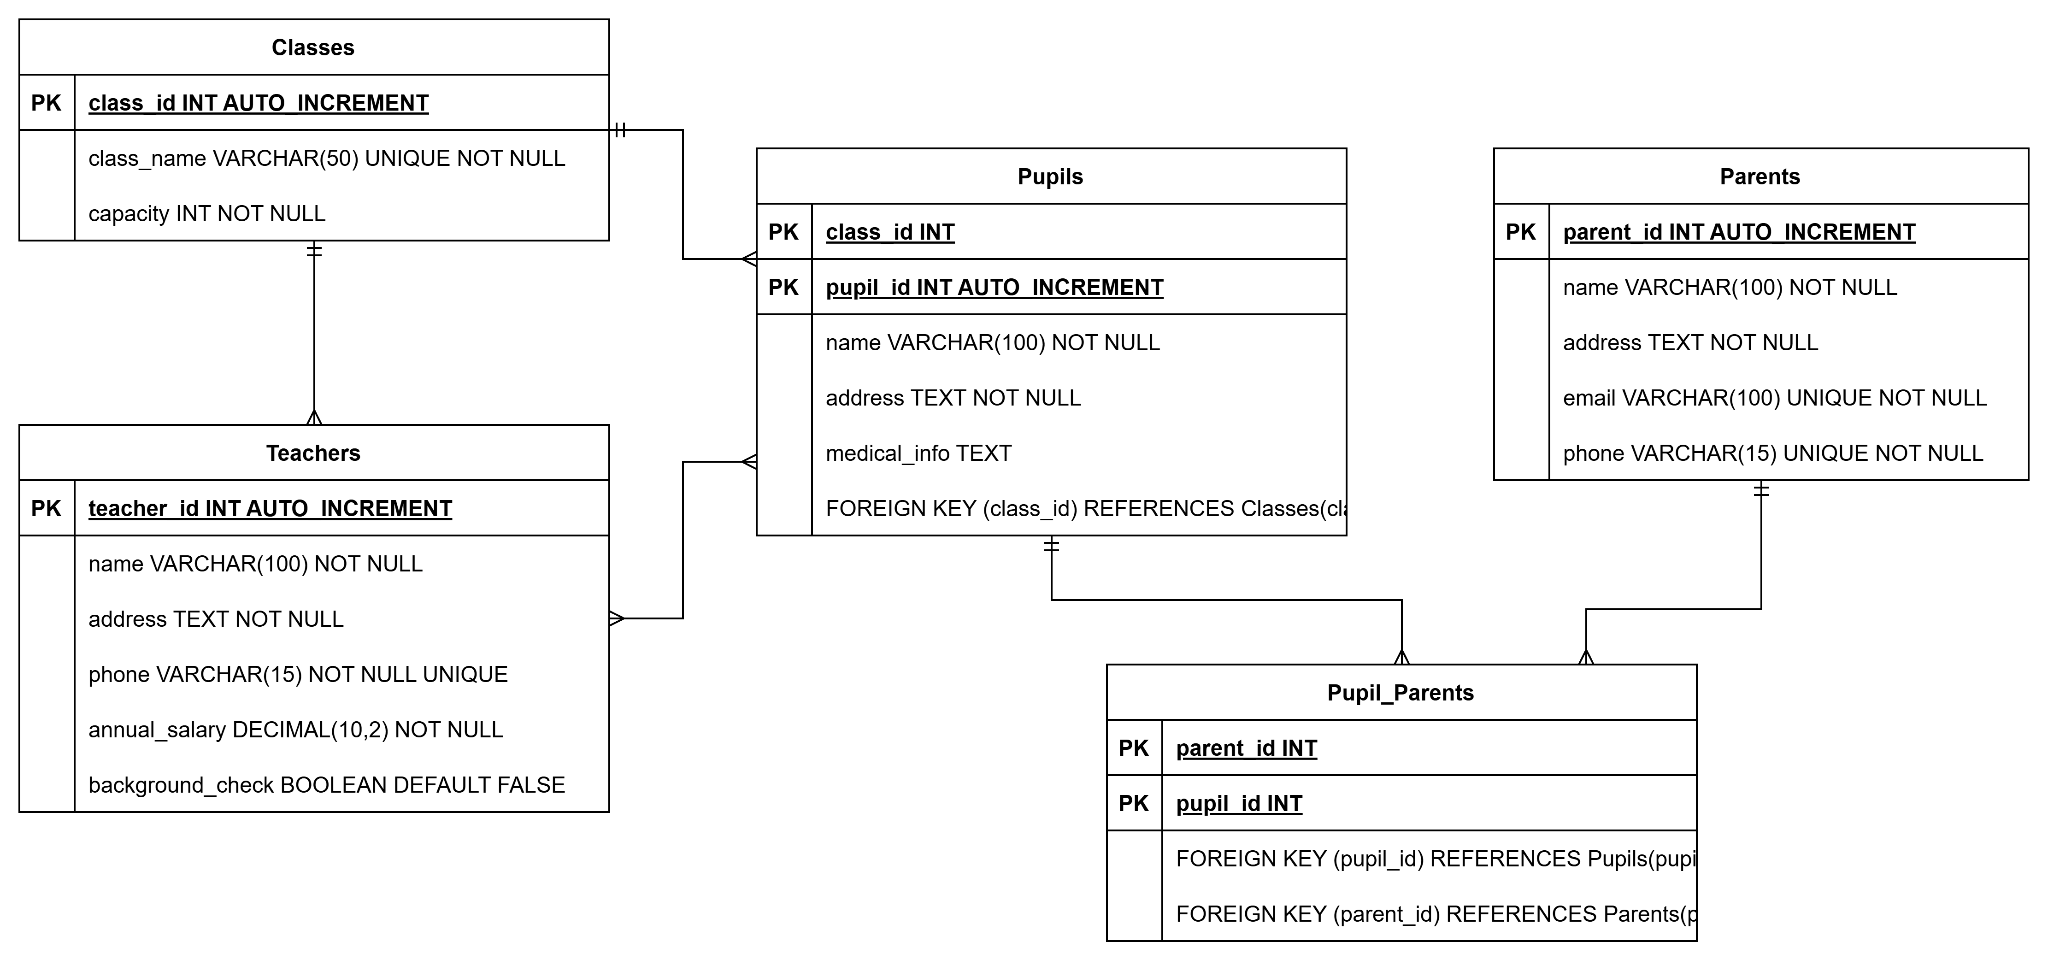 Classes
PK class_id INT AUTO_INCREMENT
class_name VARCHAR(50) UNIQUE NOT NULL
capacity INT NOT NULL
Pupils
PK class_id INT
PK pupil_id INT AUTO_INCREMENT
name VARCHAR(100) NOT NULL
address TEXT NOT NULL
medical_info TEXT
FOREIGN KEY (class_id) REFERENCES Classes(cla
Parents
PK parent_id INT AUTO_INCREMENT
name VARCHAR(100) NOT NULL
address TEXT NOT NULL
email VARCHAR(100) UNIQUE NOT NULL
phone VARCHAR(15) UNIQUE NOT NULL
Teachers
PK teacher_id INT AUTO_INCREMENT
name VARCHAR(100) NOT NULL
address TEXT NOT NULL
phone VARCHAR(15) NOT NULL UNIQUE
annual_salary DECIMAL(10,2) NOT NULL
background_check BOOLEAN DEFAULT FALSE
Pupil_Parents
PK parent_id INT
PK pupil_id INT
FOREIGN KEY (pupil_id) REFERENCES Pupils(pupi
FOREIGN KEY (parent_id) REFERENCES Parents(p